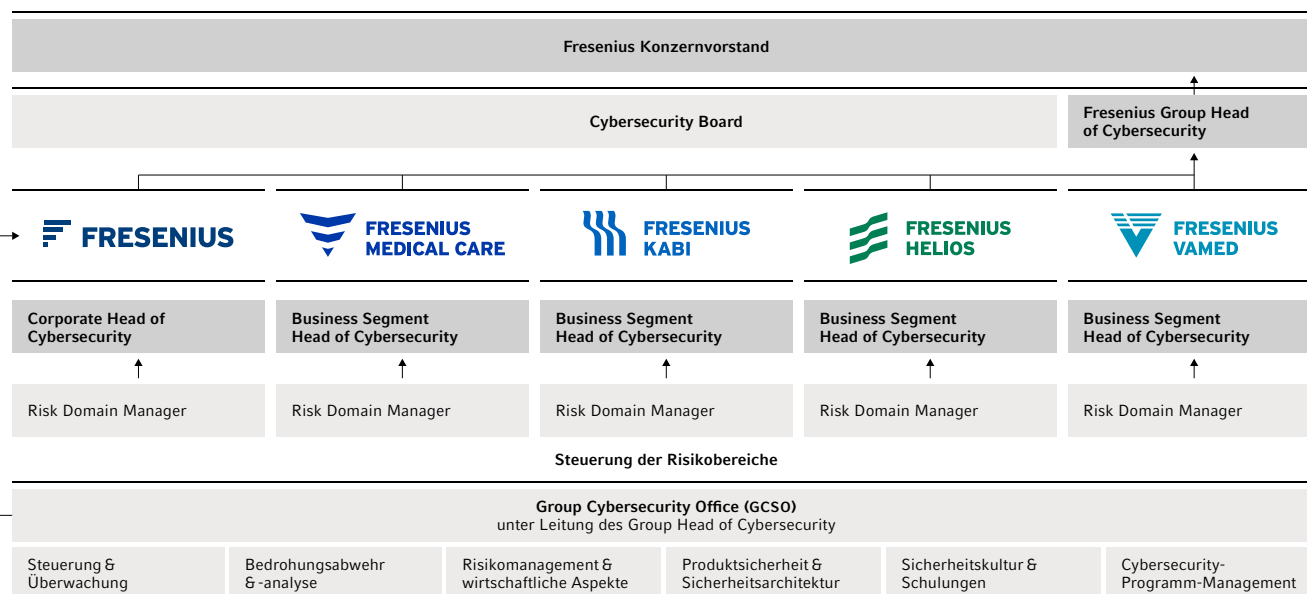 Fresenius Konzernvorstand
Cybersecurity Board
Fresenius Group Head
of Cybersecurity
FRESENIUS
FRESENIUS
MEDICAL CARE
FRESENIUS
KABI
FRESENIUS
HELIOS
FRESENIUS
VAMED
Corporate Head of
Cybersecurity
Business Segment
Head of Cybersecurity
Business Segment
Head of Cybersecurity
Business Segment
Head of Cybersecurity
Business Segment
Head of Cybersecurity
Risk Domain Manager
Risk Domain Manager
Risk Domain Manager
Risk Domain Manager
Risk Domain Manager
Steuerung der Risikobereiche
Group Cybersecurity Office (GCSO)
unter Leitung des Group Head of Cybersecurity
Steuerung &
Überwachung
Bedrohungsabwehr
& -analyse
Risikomanagement &
wirtschaftliche Aspekte
Produktsicherheit &
Sicherheitsarchitektur
Sicherheitskultur &
Schulungen
Cybersecurity-
Programm-Management